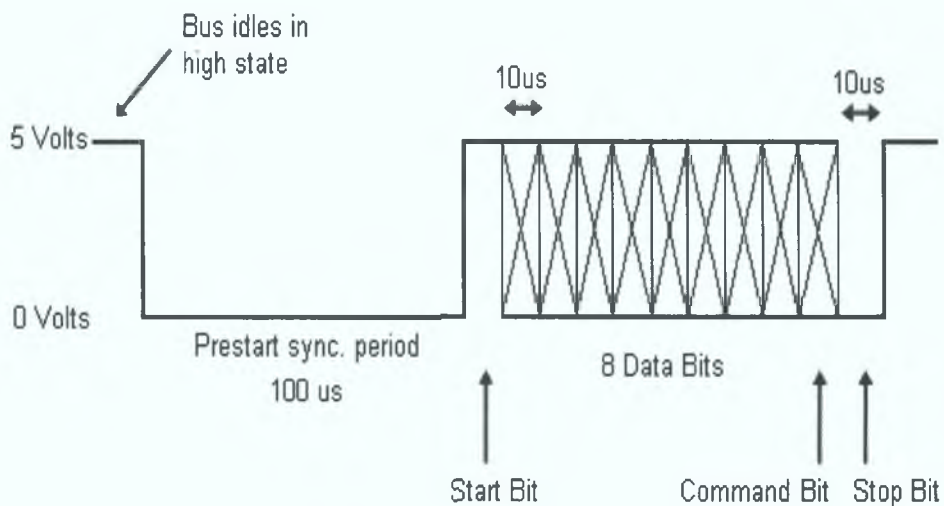 Bus idles in
high state
10us
10us
5 Volts
0 Volts
Prestart sync. period
100 us
8 Data Bits
Start Bit
Command Bit
Stop Bit